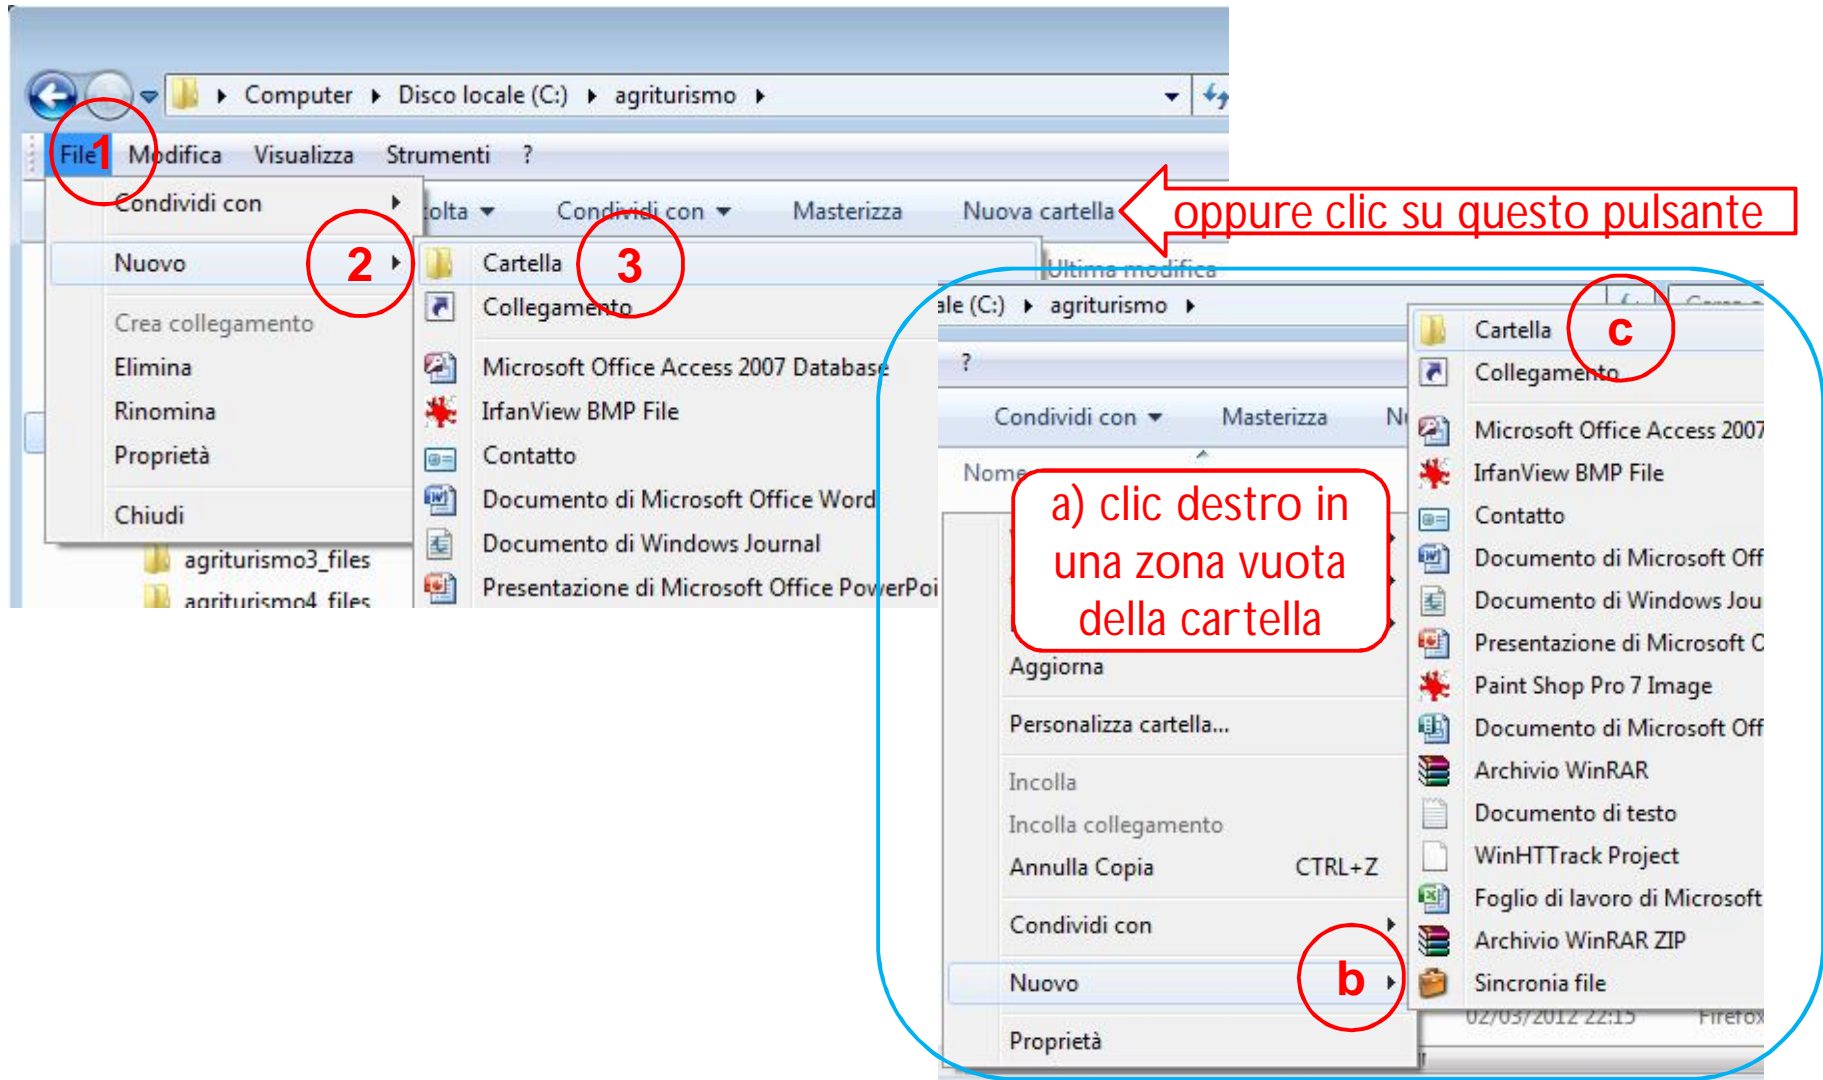 Computer Disco locale (C:) agriturismo
File 1 Modifica Visualizza Strumenti ?
Condividi con
olta Condividi con Masterizza Nuova cartella
oppure clic su questo pulsante
Nuovo 2
Cartella 3
Ultima modifica
Collegamento
Crea collegamento
Elimina
Rinomina
Proprietà
Chiudi
Microsoft Office Access 2007 Database
IrfanView BMP File
Contatto
Documento di Microsoft Office Word
Documento di Windows Journal
Presentazione di Microsoft Office PowerPoi
agriturismo3_files
agriturismo4_files
ale (C:) agriturismo
?
Condividi con Masterizza N
Nome
a) clic destro in
una zona vuota
della cartella
Aggiorna
Personalizza cartella...
Incolla
Incolla collegamento
Annulla Copia CTRL+Z
Condividi con
Nuovo b
Proprietà
Cartella c
Collegamento
Microsoft Office Access 2007
IrfanView BMP File
Contatto
Documento di Microsoft Off
Documento di Windows Jou
Presentazione di Microsoft O
Paint Shop Pro 7 Image
Documento di Microsoft Off
Archivio WinRAR
Documento di testo
WinHTTrack Project
Foglio di lavoro di Microsoft
Archivio WinRAR ZIP
Sincronia file
02/03/2012 22:15 Firefox